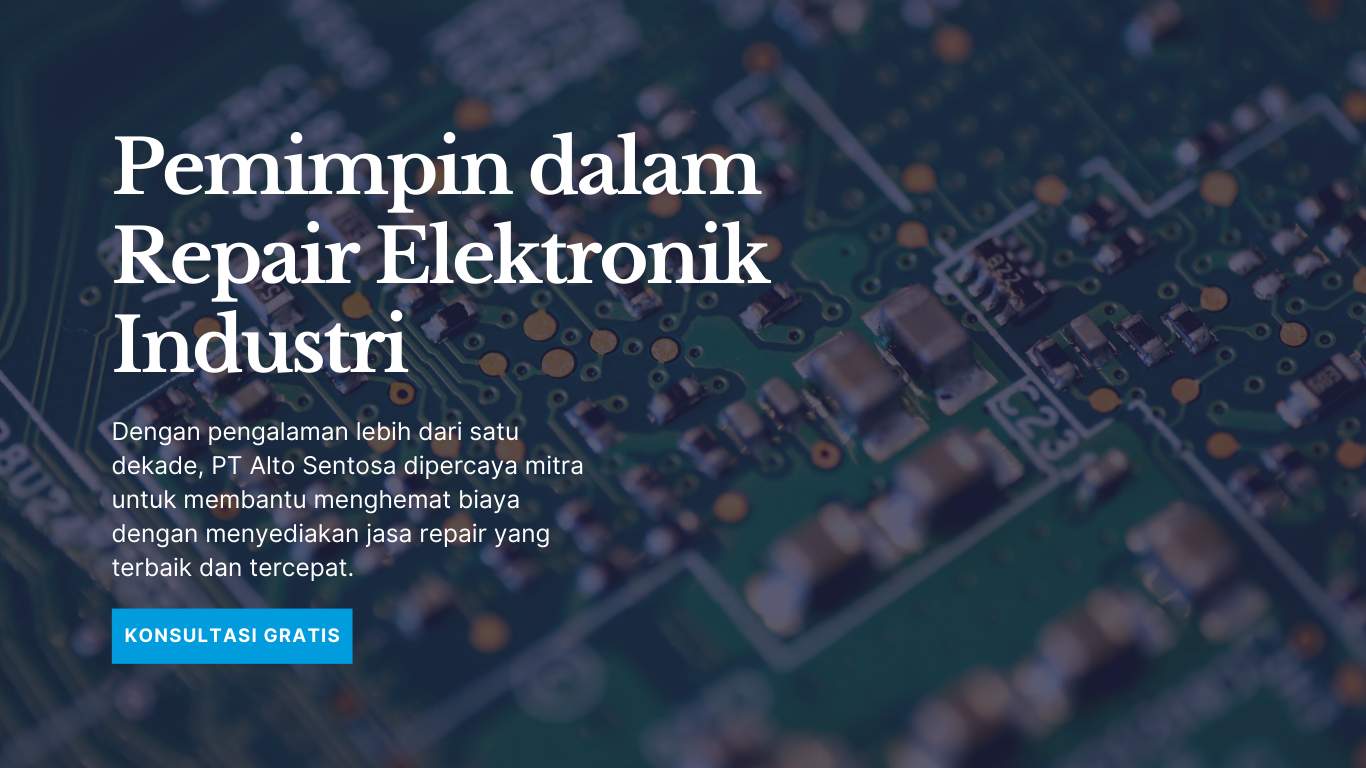 Pemimpin dalam
Repair Elektronik
Industri
Dengan pengalaman lebih dari satu
dekade, PT Alto Sentosa dipercaya mitra
untuk membantu menghemat biaya
dengan menyediakan jasa repair yang
terbaik dan tercepat.
KONSULTASI GRATIS
C23